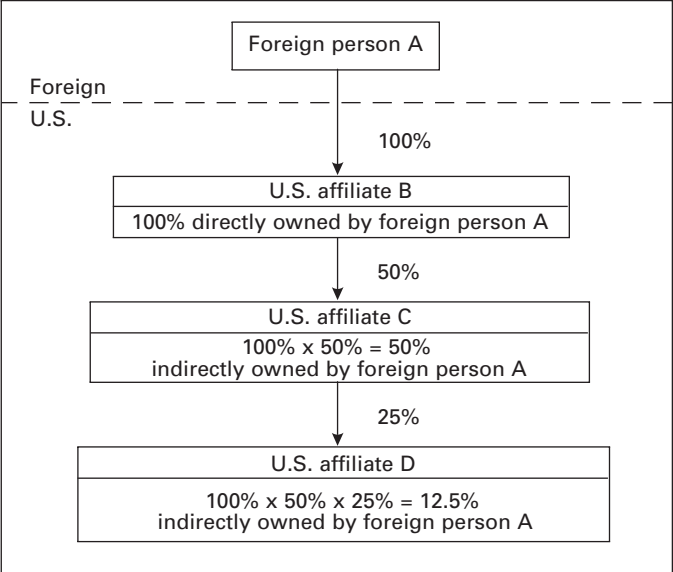 Foreign person A
Foreign
U.S.
100%
U.S. affiliate B
100% directly owned by foreign person A
50%
U.S. affiliate C
100% x 50% = 50%
indirectly owned by foreign person A
25%
U.S. affiliate D
100% x 50% x 25% = 12.5%
indirectly owned by foreign person A